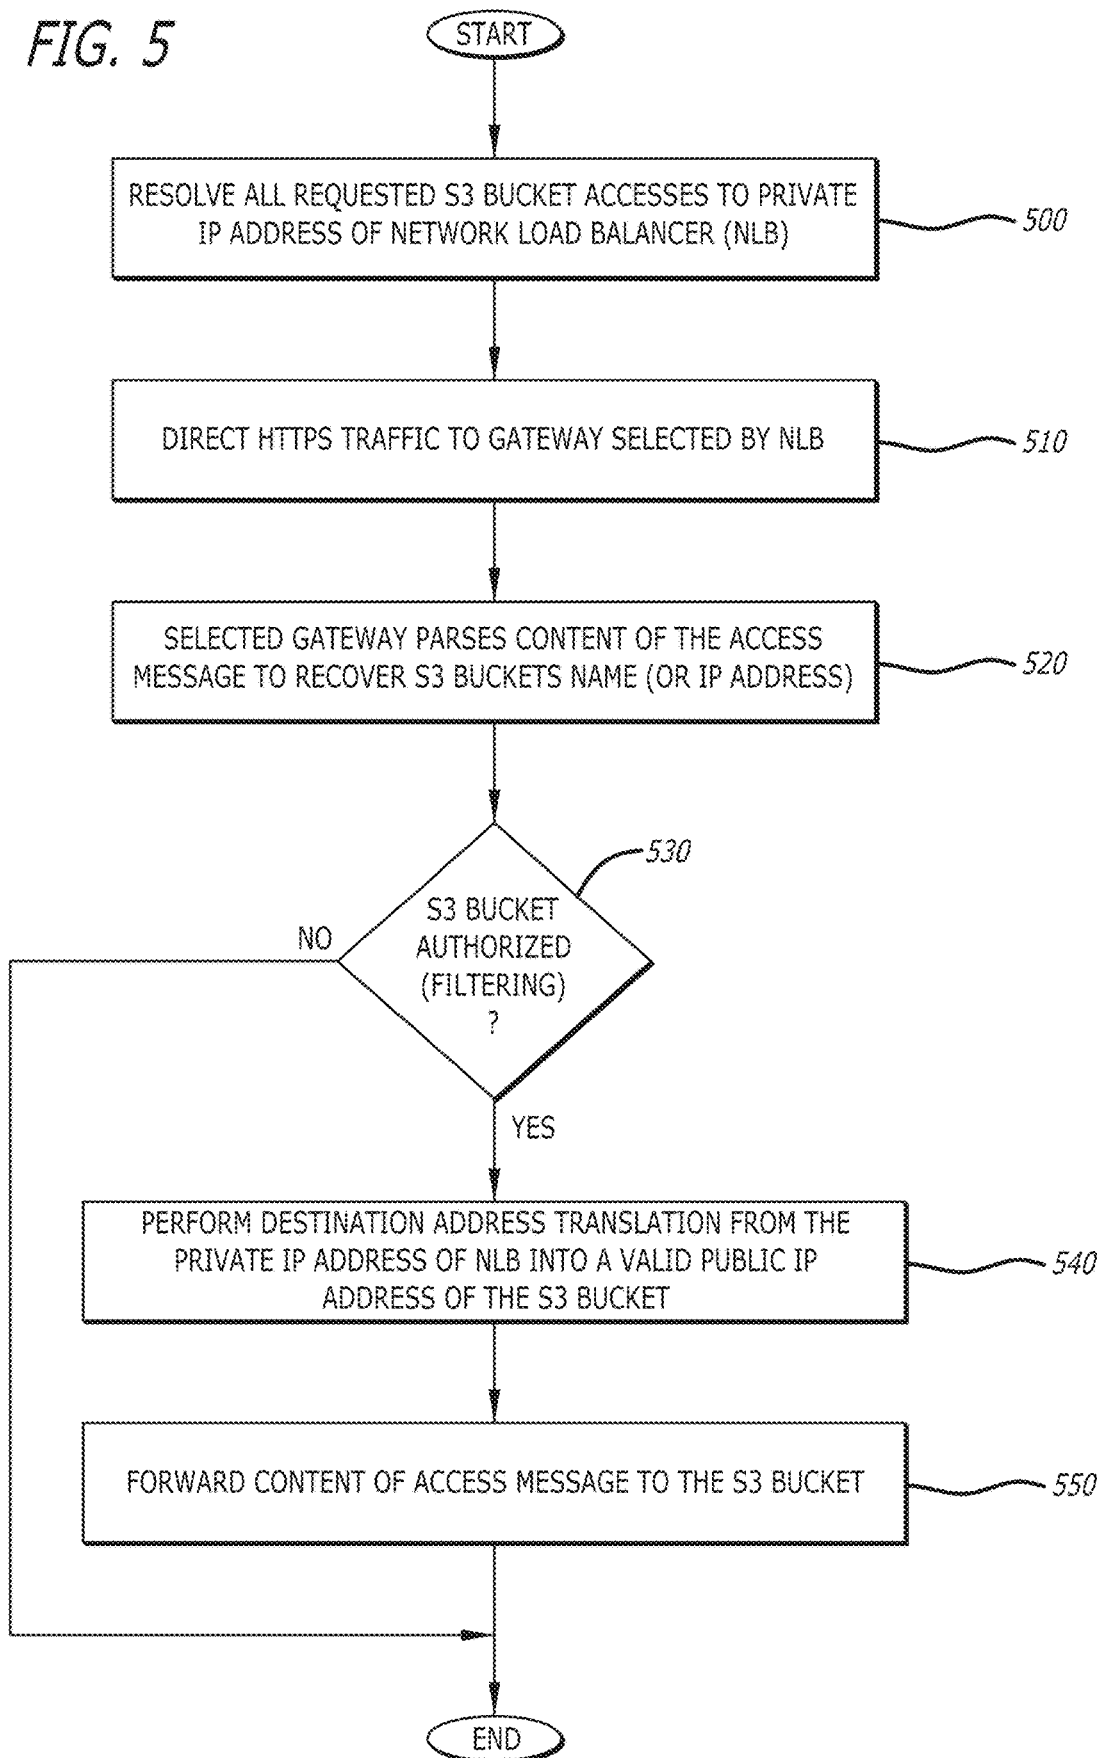 FIG. 5
START
RESOLVE ALL REQUESTED S3 BUCKET ACCESSES TO PRIVATE
IP ADDRESS OF NETWORK LOAD BALANCER (NLB)
500
DIRECT HTTPS TRAFFIC TO GATEWAY SELECTED BY NLB
510
SELECTED GATEWAY PARSES CONTENT OF THE ACCESS
MESSAGE TO RECOVER S3 BUCKETS NAME (OR IP ADDRESS)
520
530
S3 BUCKET
AUTHORIZED
(FILTERING)
?
NO
YES
PERFORM DESTINATION ADDRESS TRANSLATION FROM THE
PRIVATE IP ADDRESS OF NLB INTO A VALID PUBLIC IP
ADDRESS OF THE S3 BUCKET
540
FORWARD CONTENT OF ACCESS MESSAGE TO THE S3 BUCKET
550
END